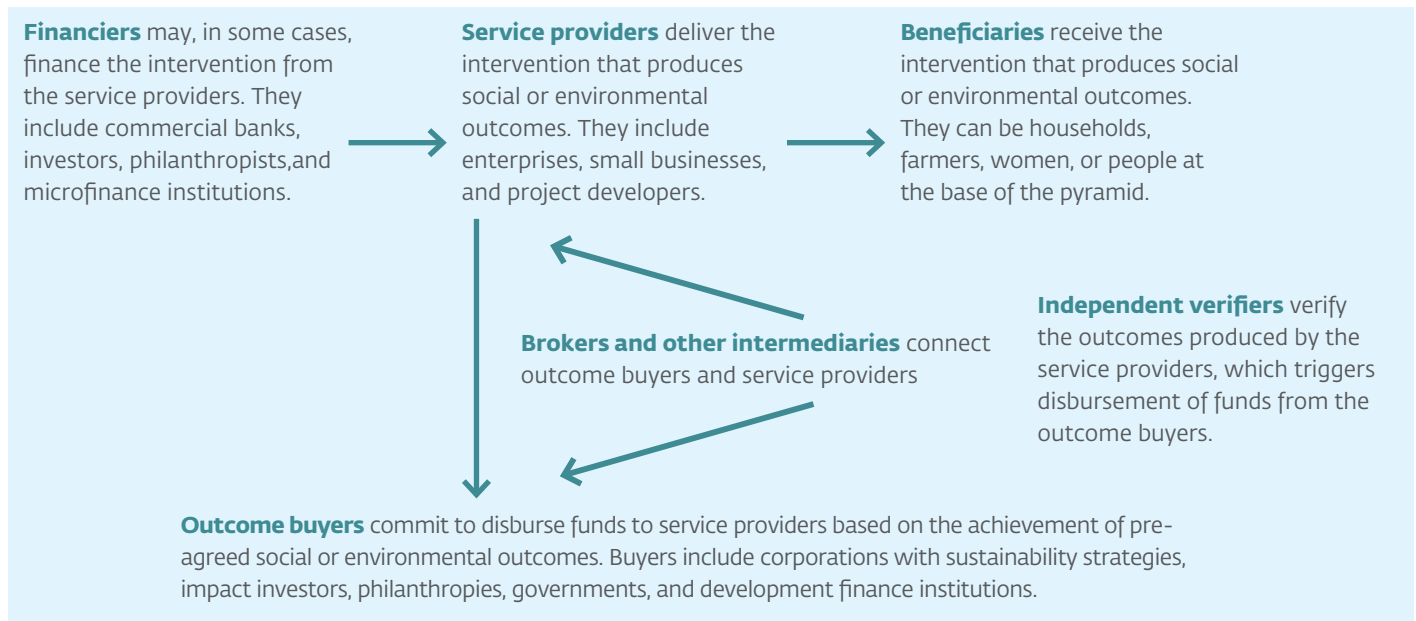 Financiers may, in some cases,
finance the intervention from
the service providers. They
include commercial banks,
investors, philanthropists,and
microfinance institutions.
Service providers deliver the
intervention that produces
social or environmental
outcomes. They include
enterprises, small businesses,
and project developers.
Beneficiaries receive the
intervention that produces social
or environmental outcomes.
They can be households,
farmers, women, or people at
the base of the pyramid.
Brokers and other intermediaries connect
outcome buyers and service providers
Independent verifiers verify
the outcomes produced by the
service providers, which triggers
disbursement of funds from the
outcome buyers.
Outcome buyers commit to disburse funds to service providers based on the achievement of pre-
agreed social or environmental outcomes. Buyers include corporations with sustainability strategies,
impact investors, philanthropies, governments, and development finance institutions.